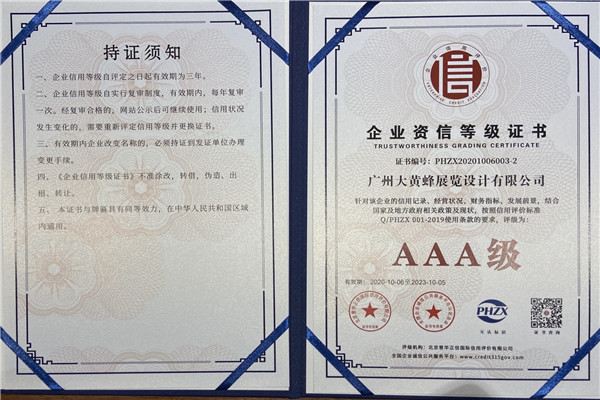 持证须知
一、企业信用等级自评定之日起有效期为三年。
二、企业信用等级自实行复审制度，有效期内，每年复审
一次。经复审合格的，网站公示后可继续使用；信用状况
发生变化的，需要重新评定信用等级并更换证书。
三、有效期内企业改变名称的，必须持证到发证单位办理
变更手续。
四、《企业信用等级证书》不准涂改，转借，伪造、出
租、转让。
五、本证书与牌匾具有同等效力，在中华人民共和国区域
内通用。
信
企业资信等级证书
TRUSTWORTHINESS GRADING CERTIFICATE
证书编号：PHZX20201006003-2
广州大黄蜂展览设计有限公司
针对该企业的信用记录、经营状况、财务指标、发展前景，结合
国家及地方政府相关政策及现状，按照信用评价标准
Q/PHZX 001-2019使用条款的要求，评级为：
AAA级
有效期：2020-10-06至2023-10-05
PHZX
互认标识
证书查询
评级机构：北京普华正信国际信用评价有限公司
全国企业诚信公共服务平台：www.credit315gov.com